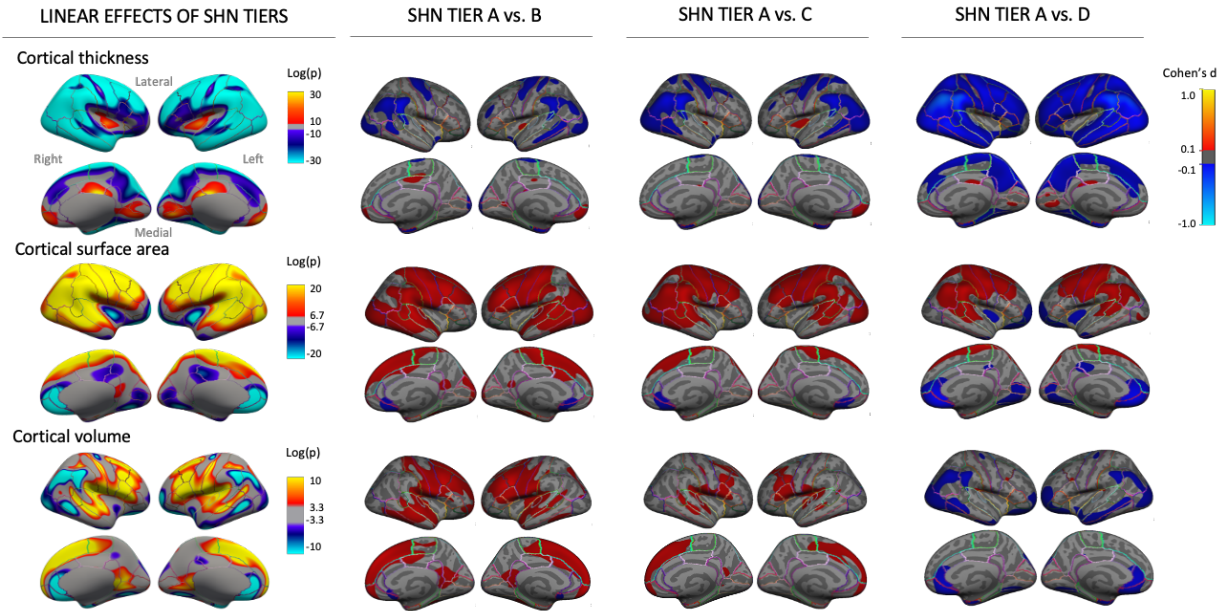 LINEAR EFFECTS OF SHN TIERS
SHN TIER A vs. B
SHN TIER A vs. C
SHN TIER A vs. D
Cortical thickness
Lateral
Log(p)
30
10
-10
-30
Right
Left
Medial
Cohen's d
1.0
0.1
-0.1
-1.0
Cortical surface area
Log(p)
20
6.7
-6.7
-20
Cortical volume
Log(p)
10
3.3
-3.3
-10